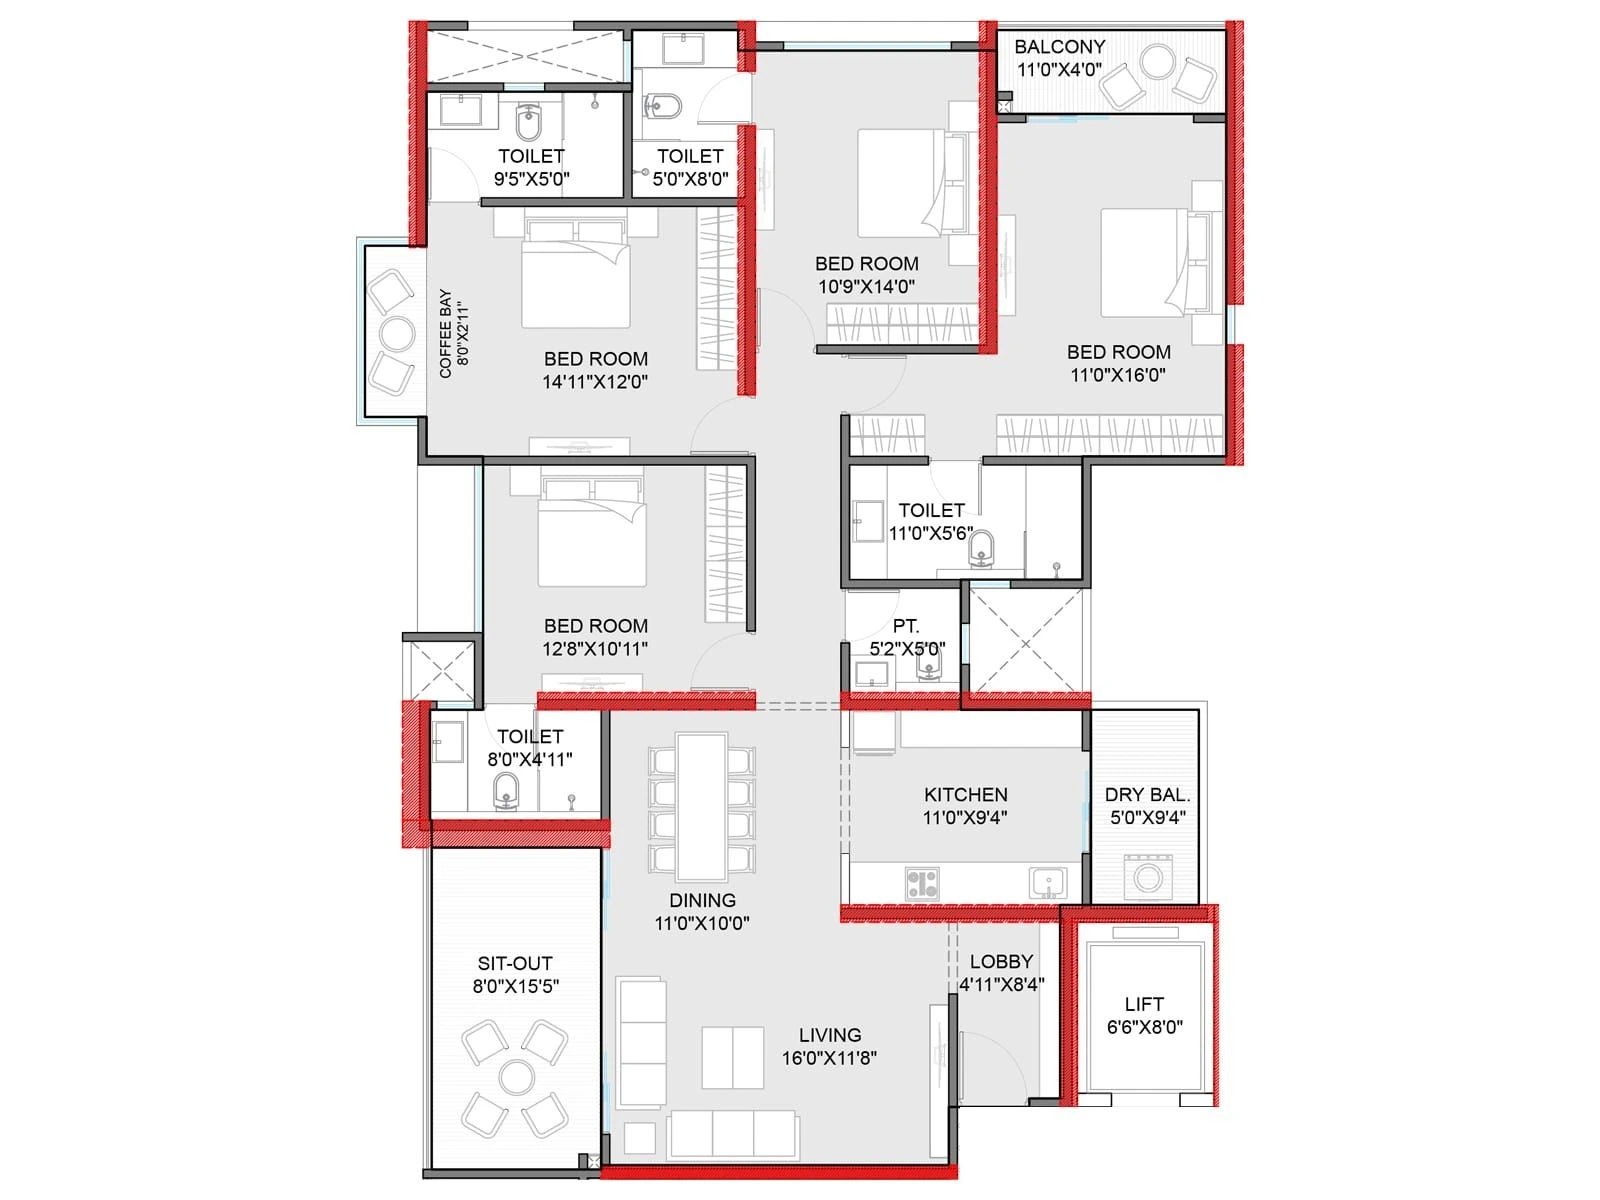 BALCONY
11'0"X4'0"
TOILET
9'5"X5'0"
TOILET
5'0"X8'0"
BED ROOM
10'9"X14'0"
COFFEE BAY
8'0"X2'11"
BED ROOM
14'11"X12'0"
BED ROOM
11'0"X16'0"
TOILET
11'0"X5'6"
BED ROOM
12'8"X10'11"
PT.
5'2"X5'0"
TOILET
8'0"X4'11"
KITCHEN
11'0"X9'4"
DRY BAL.
5'0"X9'4"
DINING
11'0"X10'0"
SIT-OUT
8'0"X15'5"
LOBBY
4'11"X8'4"
LIFT
6'6"X8'0"
LIVING
16'0"X11'8"